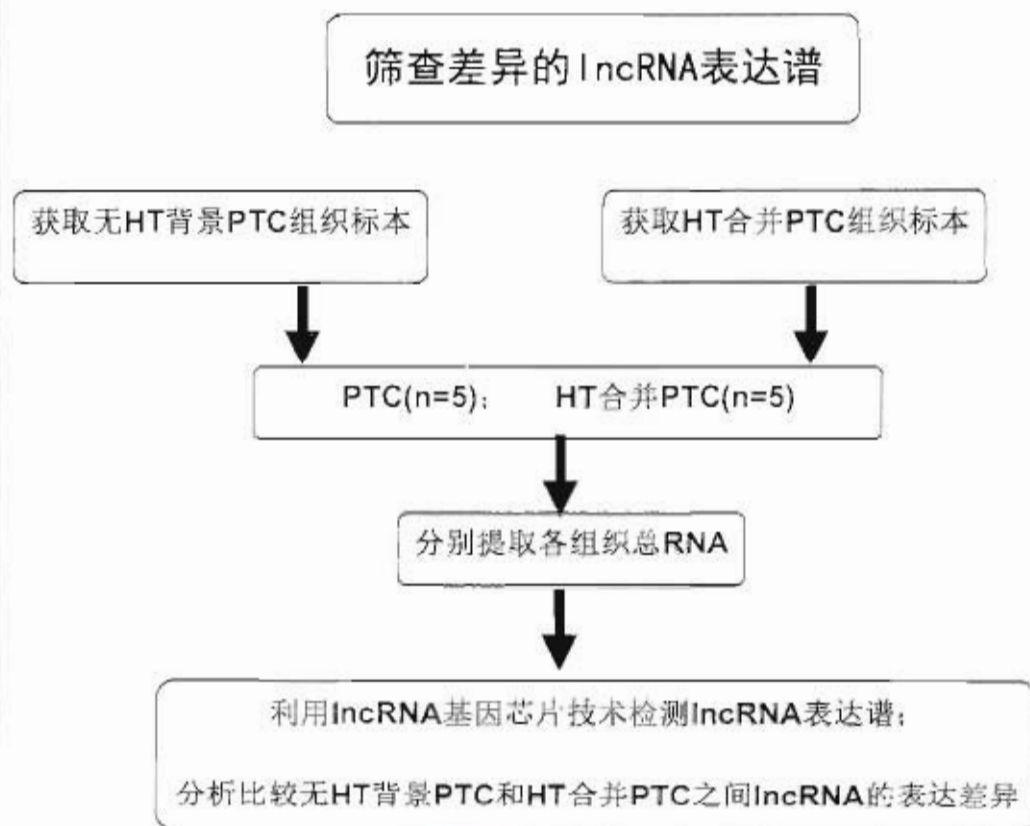 筛查差异的lncRNA表达谱
获取无HT背景PTC组织标本
获取HT合并PTC组织标本
PTC(n=5); HT合并PTC(n=5)
分别提取各组织总RNA
利用lncRNA基因芯片技术检测lncRNA表达谱;
分析比较无HT背景PTC和HT合并PTC之间lncRNA的表达差异